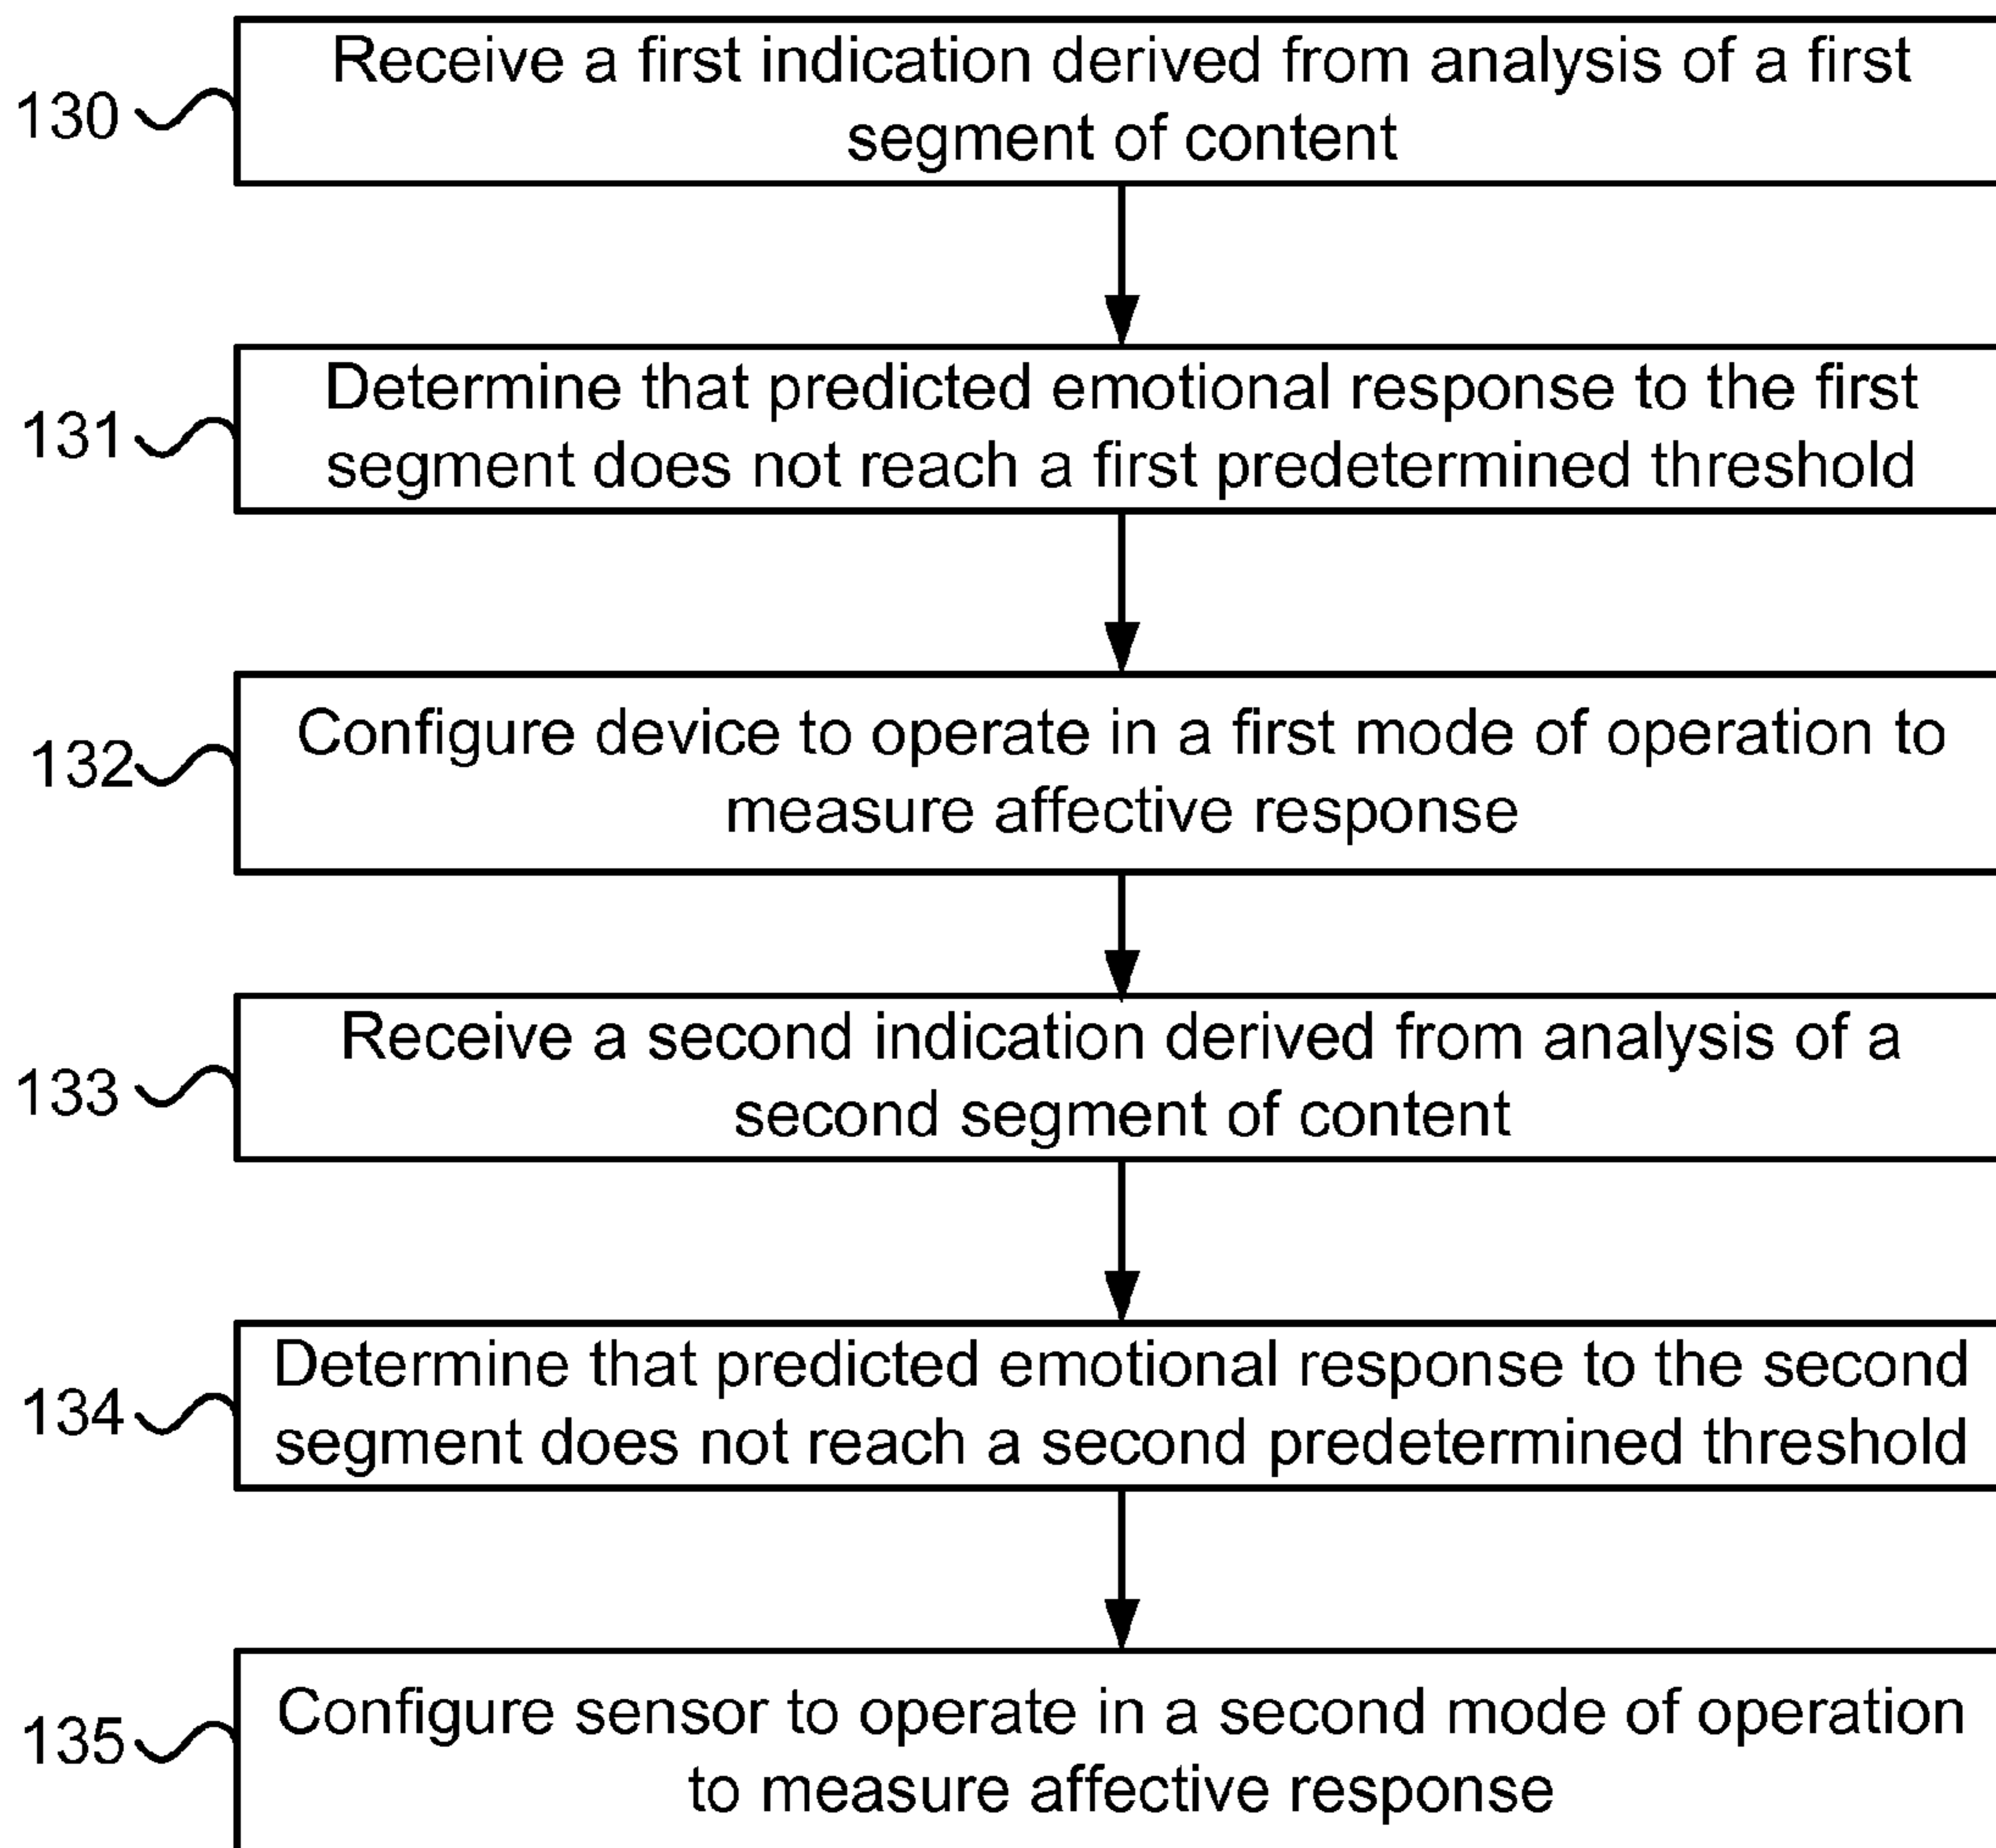 Receive a first indication derived from analysis of a first
130
segment of content
Determine that predicted emotional response to the first
131
segment does not reach a first predetermined threshold
Configure device to operate in a first mode of operation to
132
measure affective response
Receive a second indication derived from analysis of a
133
second segment of content
Determine that predicted emotional response to the second
134
segment does not reach a second predetermined threshold
Configure sensor to operate in a second mode of operation
135
to measure affective response